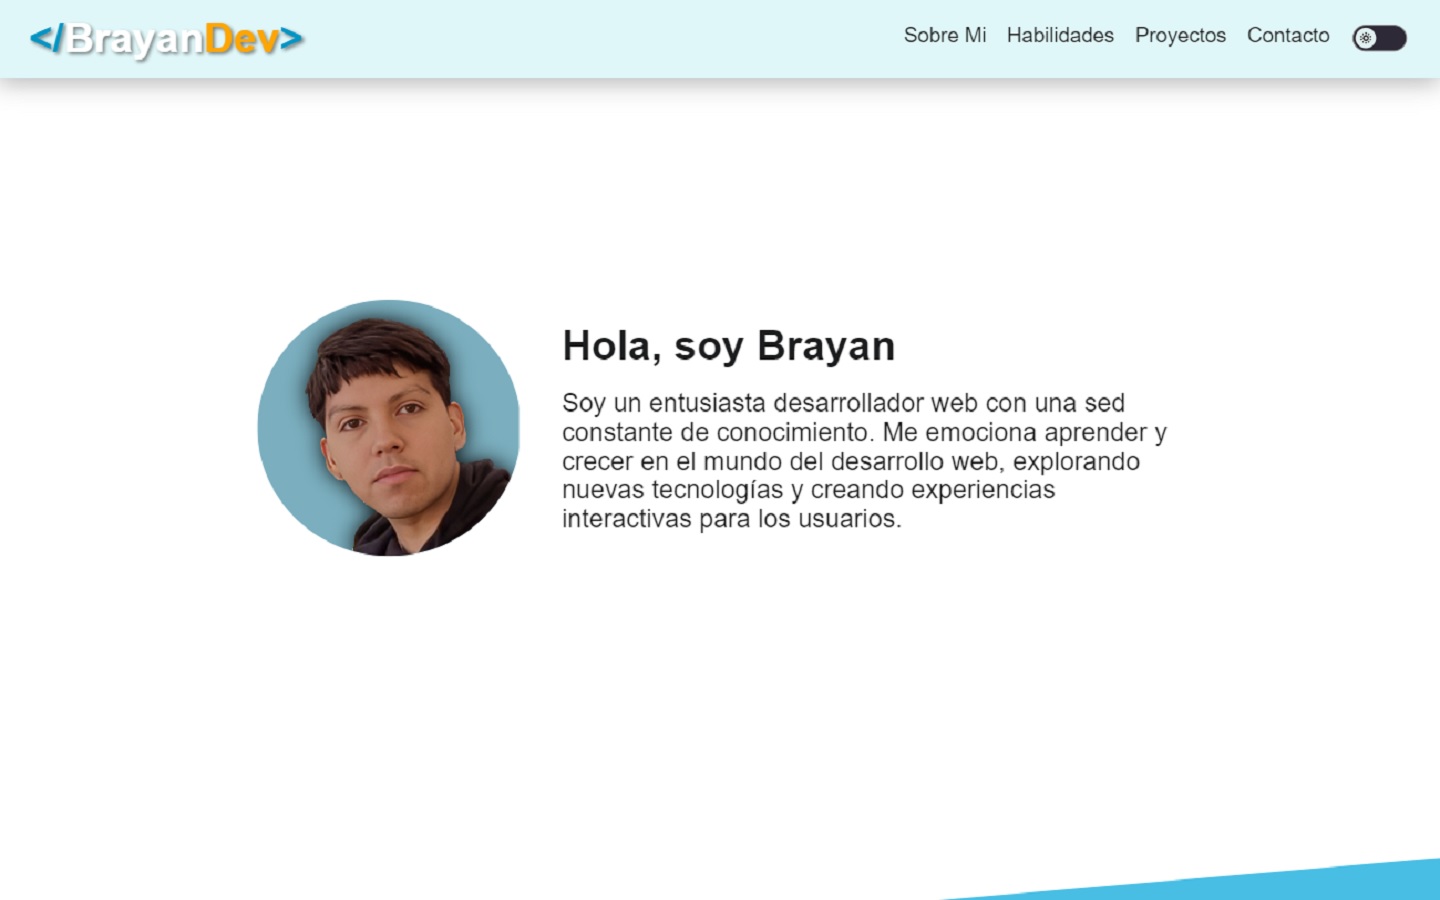 </BrayanDev>
Sobre Mi
Habilidades
Proyectos
Contacto
Hola, soy Brayan
Soy un entusiasta desarrollador web con una sed
constante de conocimiento. Me emociona aprender y
crecer en el mundo del desarrollo web, explorando
nuevas tecnologías y creando experiencias
interactivas para los usuarios.